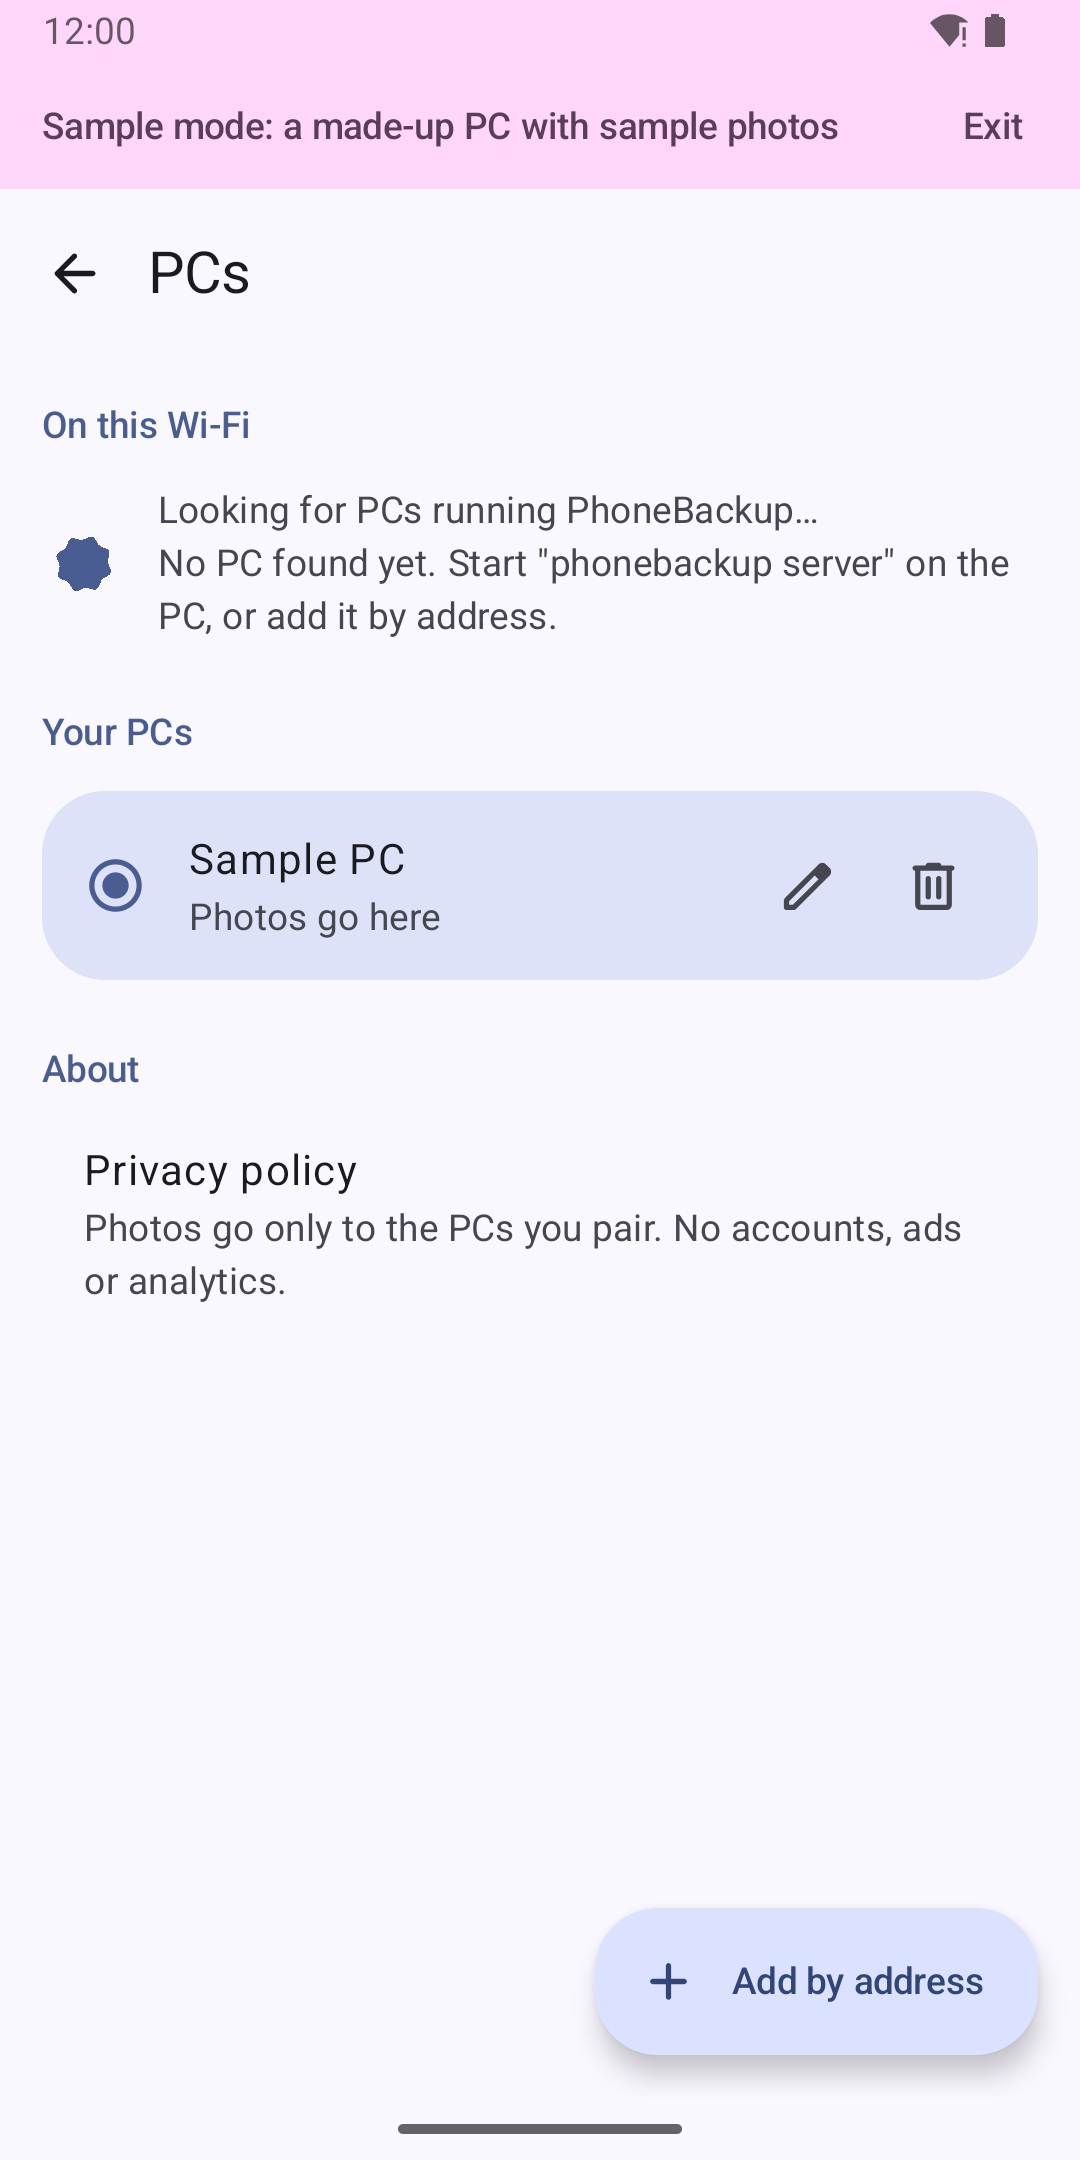 12:00
Sample mode: a made-up PC with sample photos
Exit
PCs
On this Wi-Fi
Looking for PCs running PhoneBackup…
No PC found yet. Start "phonebackup server" on the
PC, or add it by address.
Your PCs
Sample PC
Photos go here
About
Privacy policy
Photos go only to the PCs you pair. No accounts, ads
or analytics.
Add by address